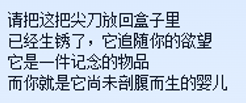 请把这把尖刀放回盒子里
已经生锈了，它追随你的欲望
它是一件记念的物品
而你就是它尚未剖腹而生的婴儿